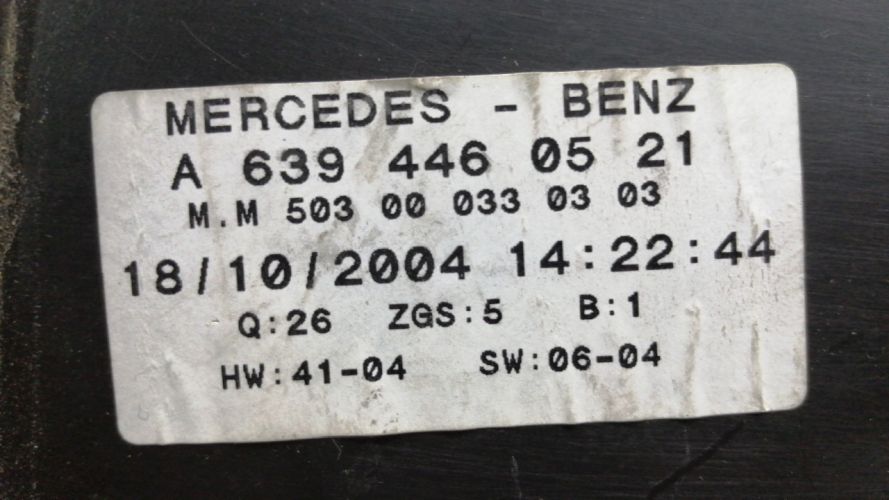 MERCEDES - BENZ
A 639 446 05 21
M.M 503 00 033 03 03
18/10/2004 14:22:44
Q:26 ZGS:5 B:1
HW:41-04 SW:06-04